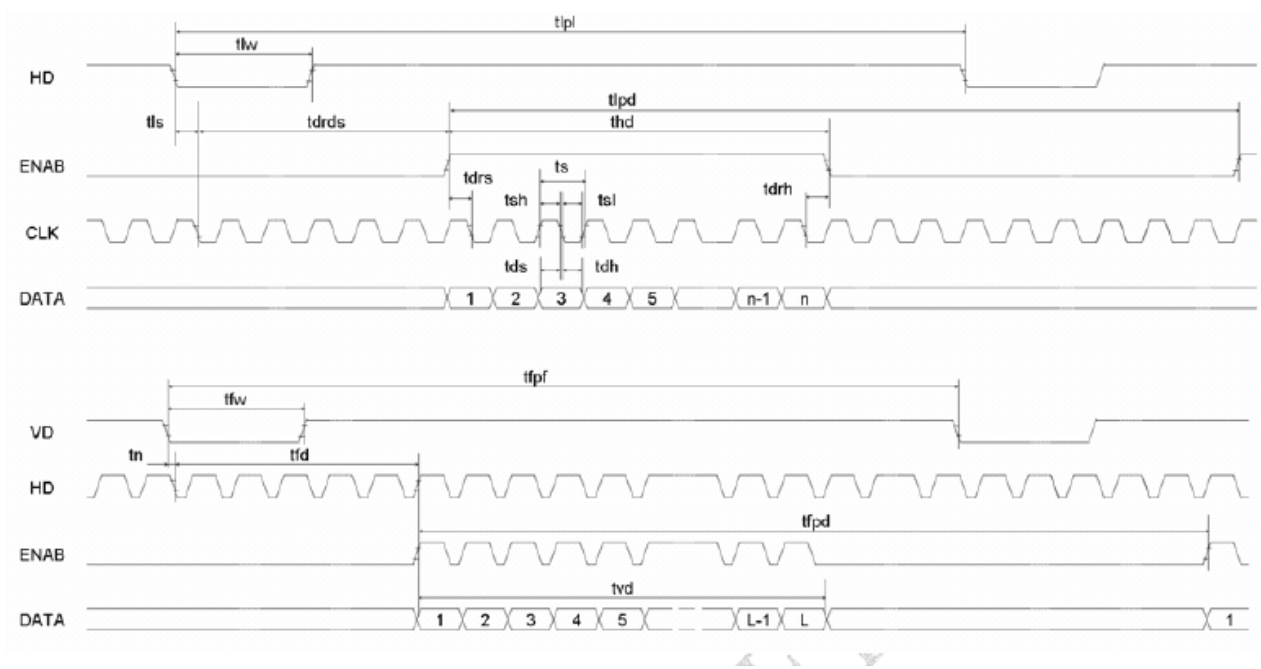 tlpl
tlw
HD
tlpd
tls tdrds thd
ENAB
tdrs ts tdrh
tsh tsl
CLK
tds tdh
DATA 1 2 3 4 5 n-1 n
tfpf
tfw
VD
tn tfd
HD
tfpd
ENAB
tvd
DATA 1 2 3 4 5 L-1 L 1